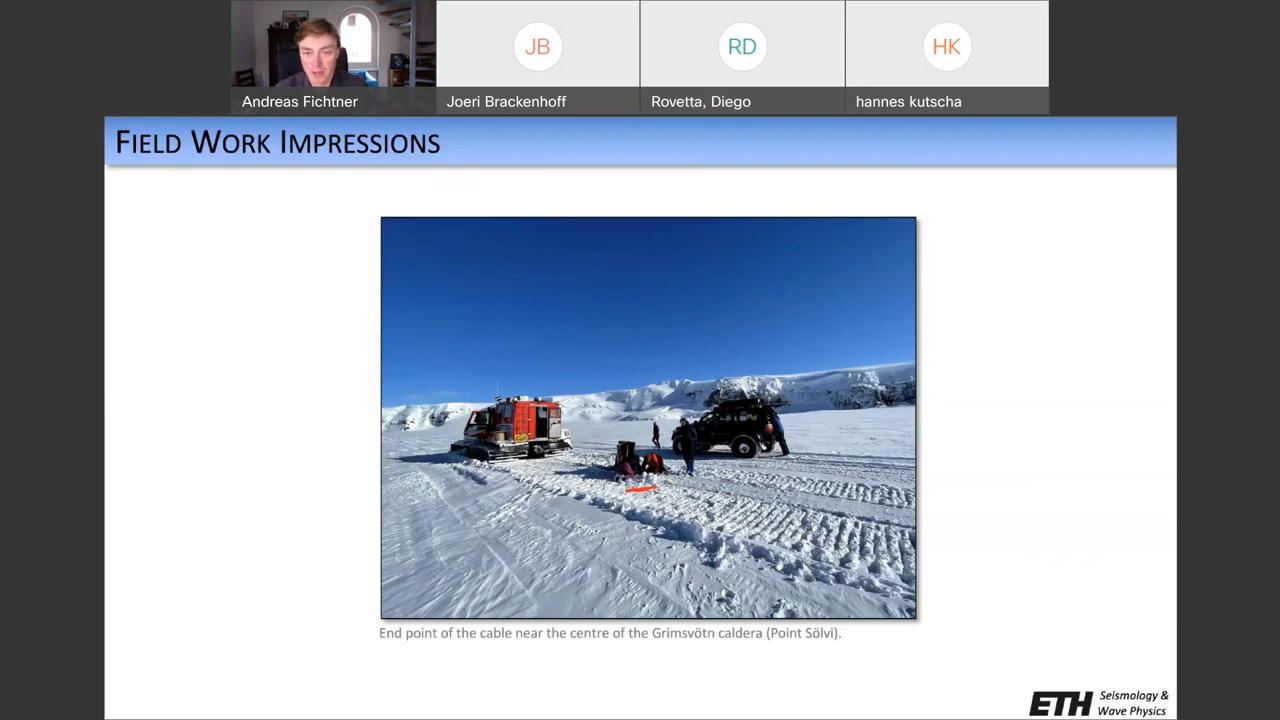 JB
RD
HK
Andreas Fichtner
Joeri Brackenhoff
Rovetta, Diego
hannes kutscha
FIELD WORK IMPRESSIONS
End point of the cable near the centre of the Grimsvötn caldera (Point Sölvi).
ETH Seismology &
Wave Physics